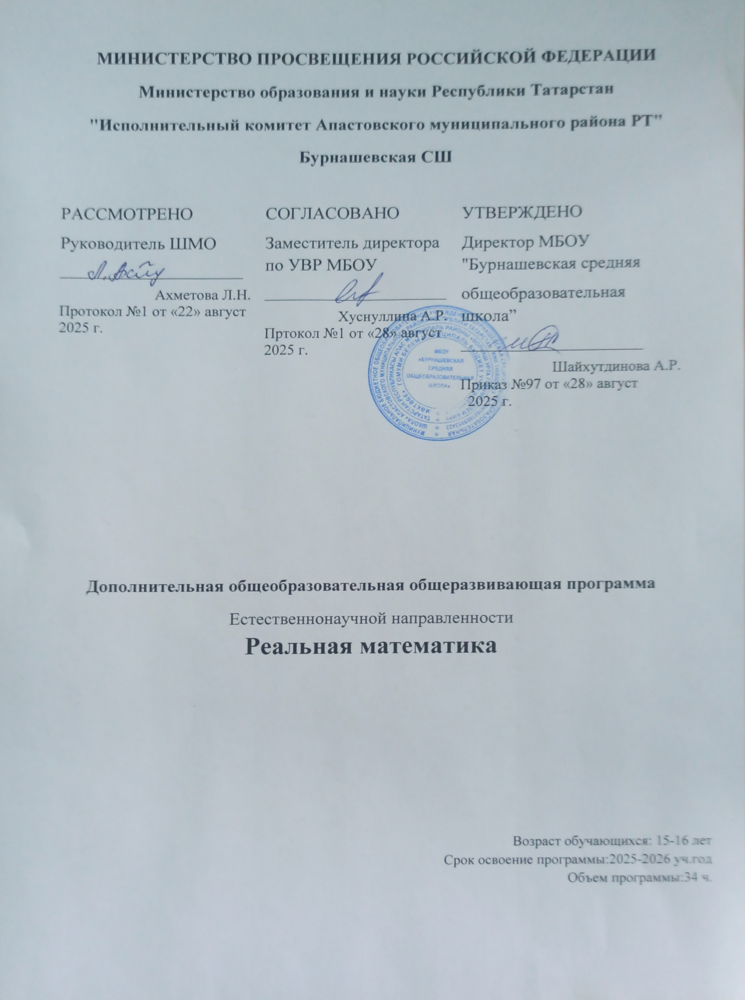 МИНИСТЕРСТВО ПРОСВЕЩЕНИЯ РОССИЙСКОЙ ФЕДЕРАЦИИ
Министерство образования и науки Республики Татарстан
"Исполнительный комитет Апастовского муниципального района РТ"
Бурнашевская СШ
РАССМОТРЕНО
Руководитель ШМО
Ахметова Л.Н.
Протокол №1 от «22» август
2025 г.
СОГЛАСОВАНО
Заместитель директора
по УВР МБОУ
Хуснуллина А.Р.
Пртокол №1 от «28» август
2025 г.
УТВЕРЖДЕНО
Директор МБОУ
"Бурнашевская средняя
общеобразовательная
школа”
Шайхутдинова А.Р.
Приказ №97 от «28» август
2025 г.
МБОУ
«БУРНАШЕВСКАЯ
СРЕДНЯЯ
ОБЩЕОБРАЗОВАТЕЛЬНАЯ
ШКОЛА»
Дополнительная общеобразовательная общеразвивающая программа
Естественнонаучной направленности
Реальная математика
Возраст обучающихся: 15-16 лет
Срок освоение программы:2025-2026 уч.год
Объем программы:34 ч.